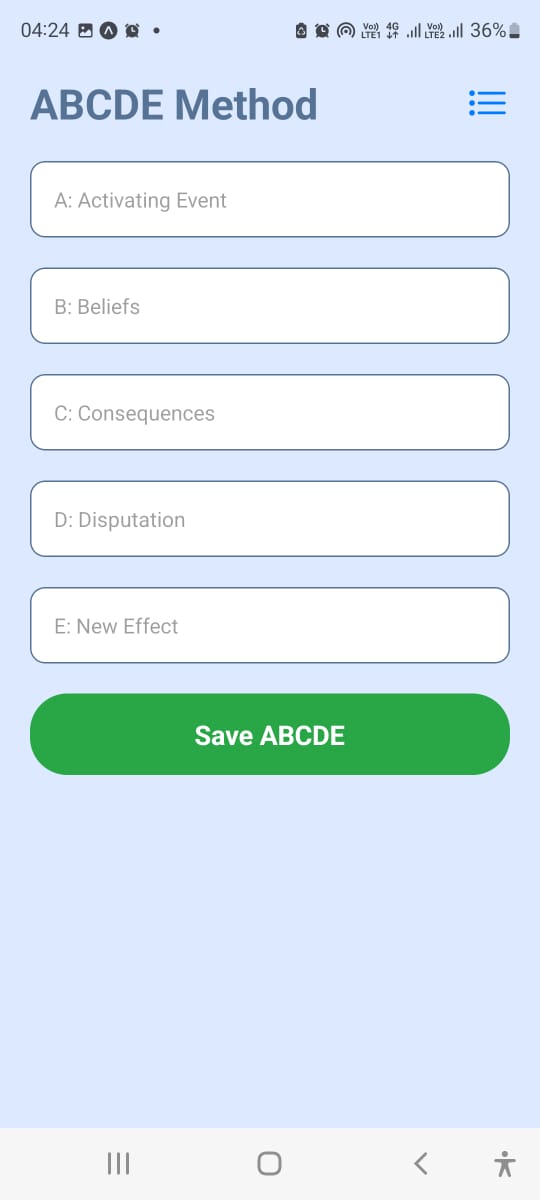 04:24 Vo)) LTE1 4G Vo)) LTE2 36%
ABCDE Method
A: Activating Event
B: Beliefs
C: Consequences
D: Disputation
E: New Effect
Save ABCDE